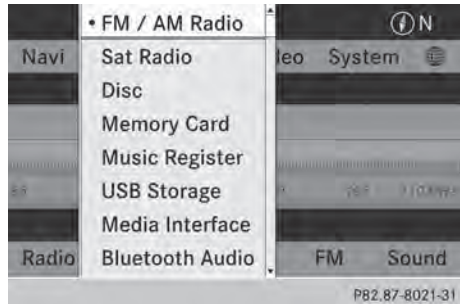 • FM / AM Radio
N
Navi
Sat Radio
System
Disc
Memory Card
Music Register
USB Storage
Media Interface
Radio
Bluetooth Audio
FM
Sound
P82.87-8021-31